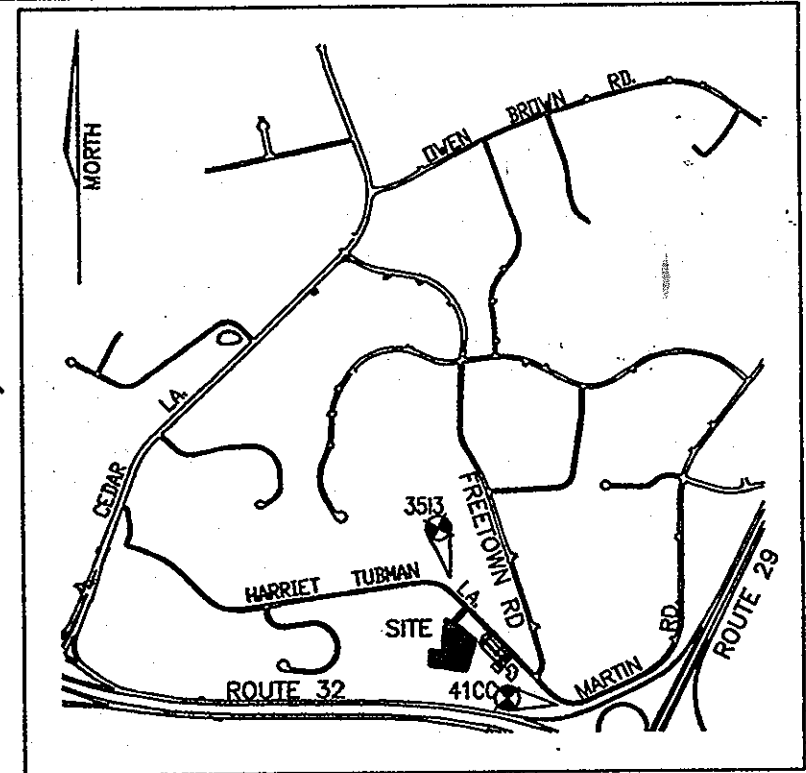 MORTH
OWEN BROWN RD.
CEDAR LA.
3513
FREETOWN RD
HARRIET TUBMAN LA.
SITE
ROUTE 32
41CC
MARTIN RD.
ROUTE 29